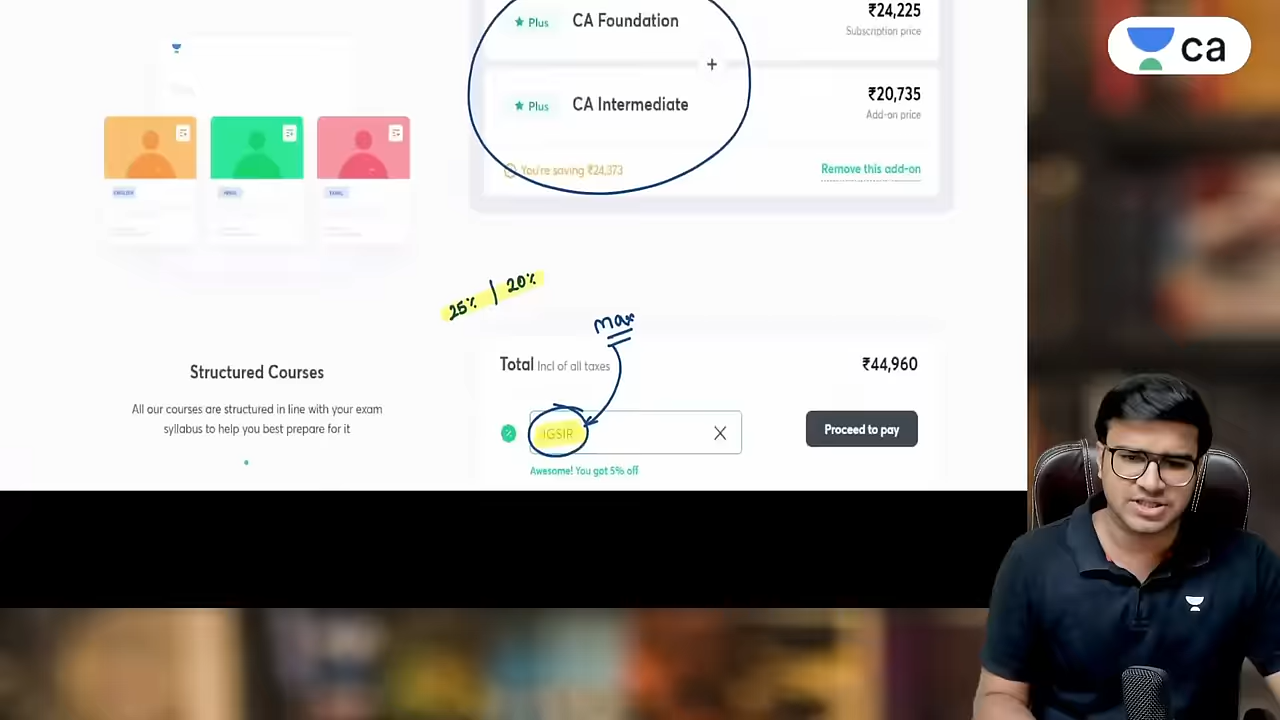 Plus CA Foundation ₹24,225
Subscription price
+
Plus CA Intermediate ₹20,735
Add-on price
You're saving ₹24,373 Remove this add-on
25% | 20%
max
Total Incl of all taxes ₹44,960
IGSIR X Proceed to pay
Awesome! You got 5% off
ENGLISH HINDI TAMIL
Structured Courses
All our courses are structured in line with your exam
syllabus to help you best prepare for it
ca